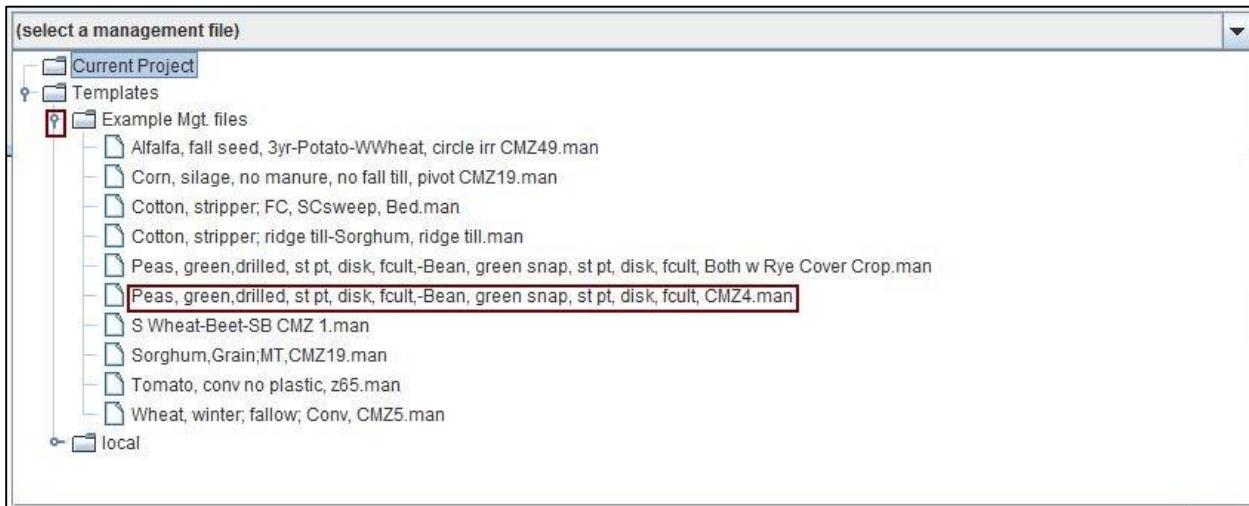 (select a management file)
Current Project
Templates
Example Mgt. files
Alfalfa, fall seed, 3yr-Potato-WWheat, circle irr CMZ49.man
Corn, silage, no manure, no fall till, pivot CMZ19.man
Cotton, stripper; FC, SCsweep, Bed.man
Cotton, stripper; ridge till-Sorghum, ridge till.man
Peas, green,drilled, st pt, disk, fcult,-Bean, green snap, st pt, disk, fcult, Both w Rye Cover Crop.man
Peas, green,drilled, st pt, disk, fcult,-Bean, green snap, st pt, disk, fcult, CMZ4.man
S Wheat-Beet-SB CMZ 1.man
Sorghum,Grain;MT,CMZ19.man
Tomato, conv no plastic, z65.man
Wheat, winter; fallow; Conv, CMZ5.man
local